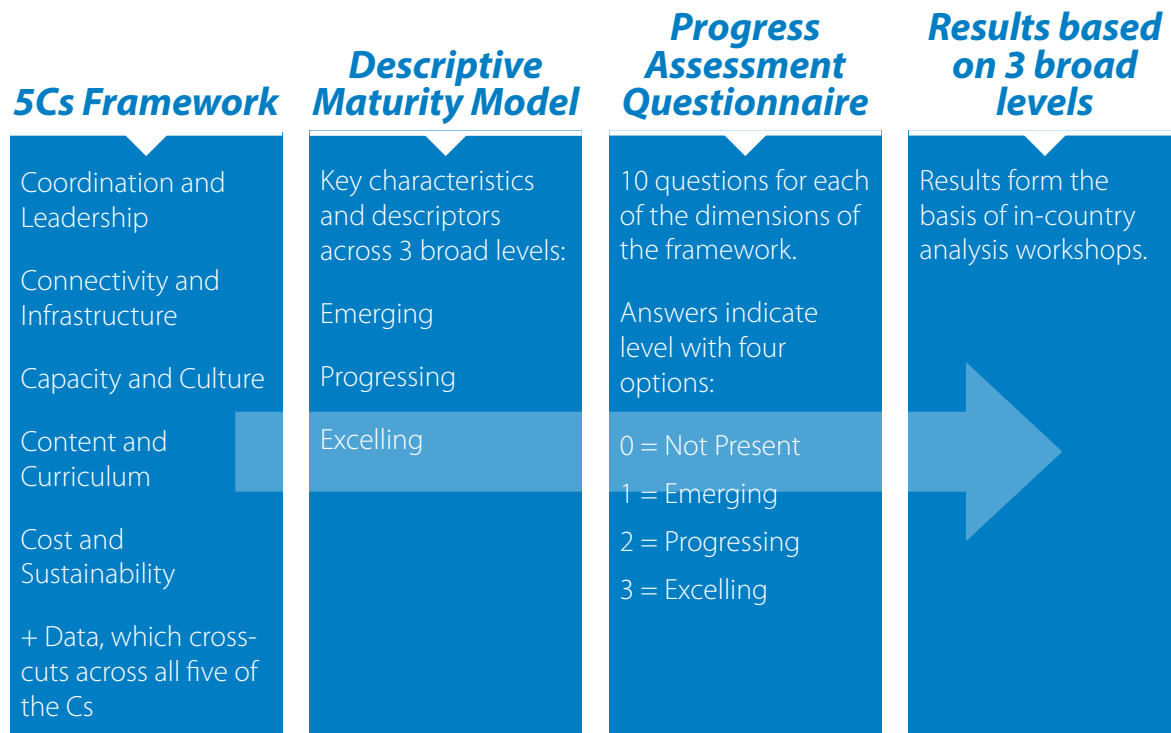 5Cs Framework
Coordination and
Leadership
Connectivity and
Infrastructure
Capacity and Culture
Content and
Curriculum
Cost and
Sustainability
+ Data, which cross-
cuts across all five of
the Cs
Descriptive
Maturity Model
Key characteristics
and descriptors
across 3 broad levels:
Emerging
Progressing
Excelling
Progress
Assessment
Questionnaire
10 questions for each
of the dimensions of
the framework.
Answers indicate
level with four
options:
0 = Not Present
1 = Emerging
2 = Progressing
3 = Excelling
Results based
on 3 broad
levels
Results form the
basis of in-country
analysis workshops.